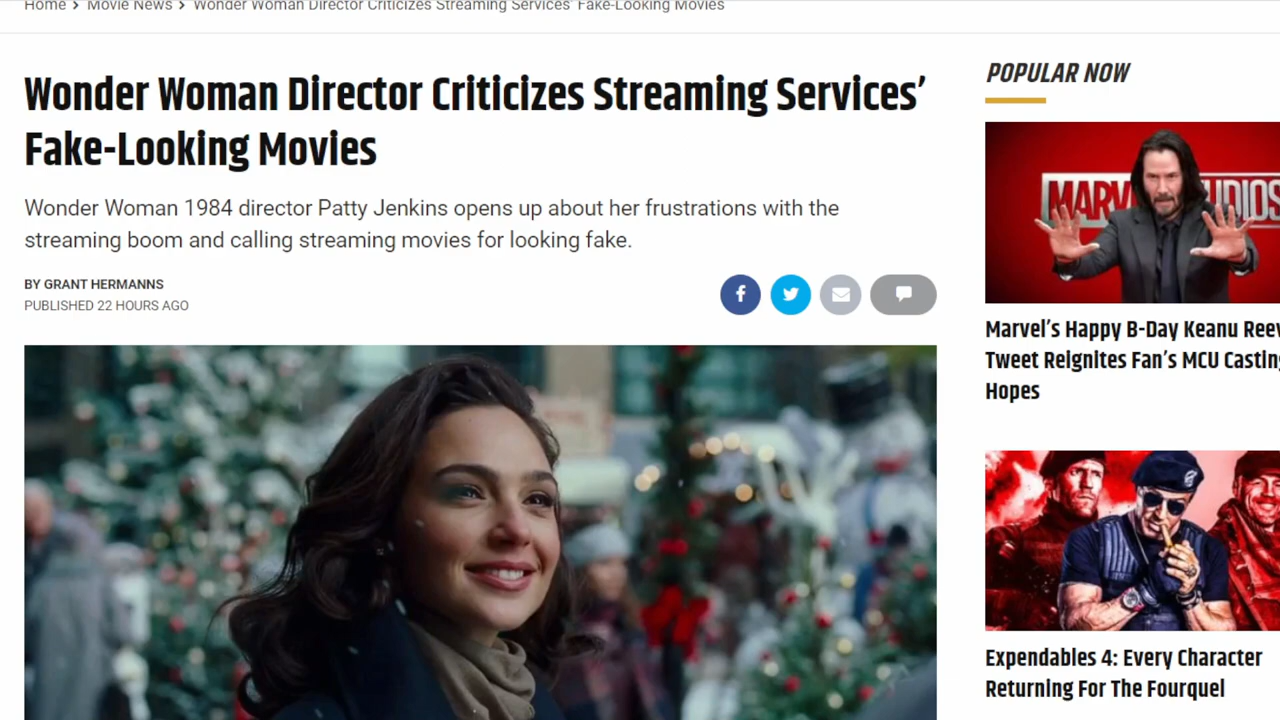 Home > Movie News > Wonder Woman Director Criticizes Streaming Services' Fake-Looking Movies
Wonder Woman Director Criticizes Streaming Services’
Fake-Looking Movies
Wonder Woman 1984 director Patty Jenkins opens up about her frustrations with the
streaming boom and calling streaming movies for looking fake.
BY GRANT HERMANNS
PUBLISHED 22 HOURS AGO
POPULAR NOW
MARV UDIOS
Marvel’s Happy B-Day Keanu Reev
Tweet Reignites Fan’s MCU Casting
Hopes
Expendables 4: Every Character
Returning For The Fourquel